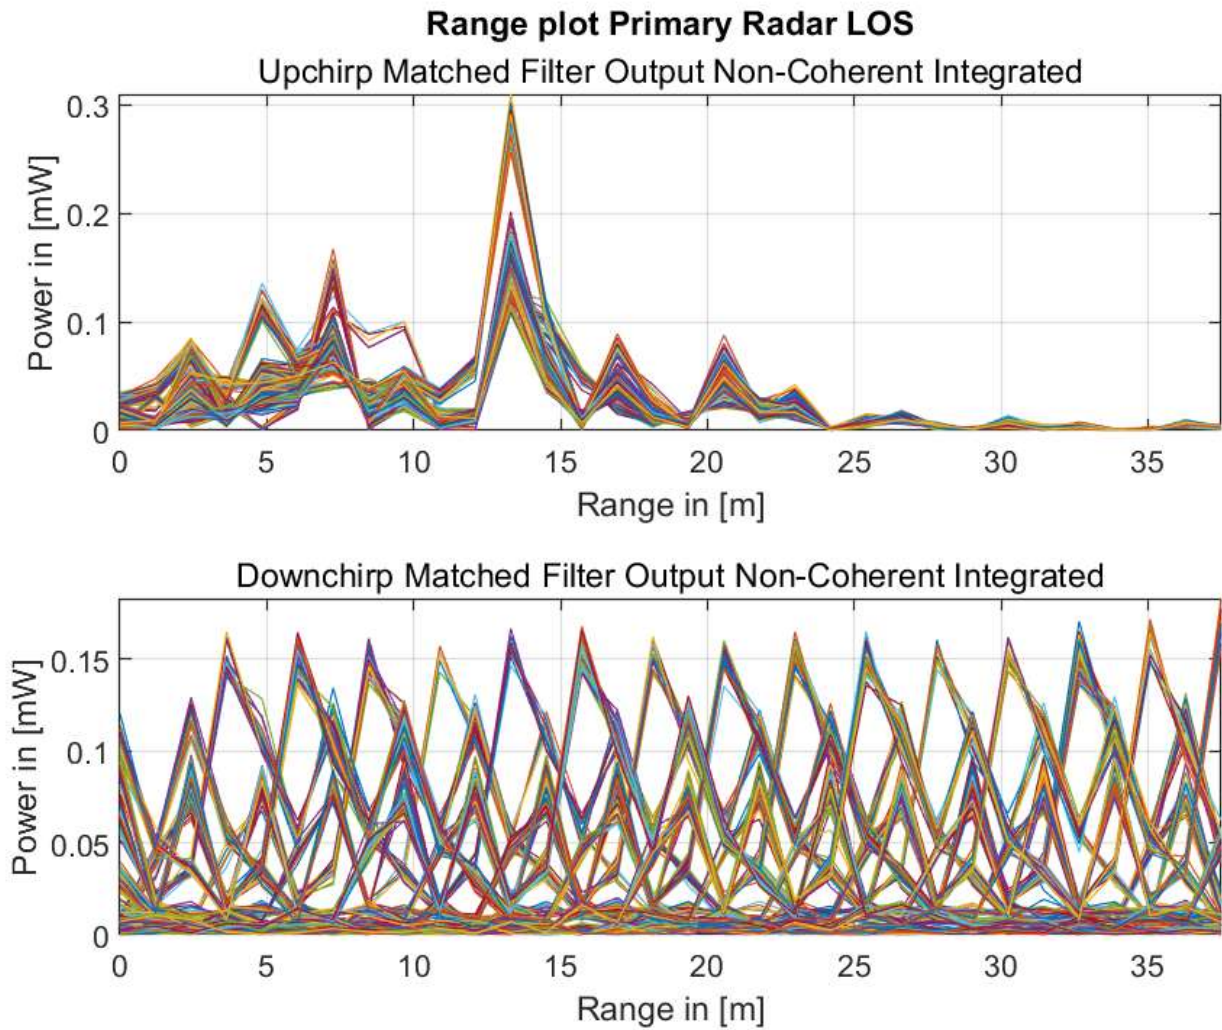 Range plot Primary Radar LOS
Upchirp Matched Filter Output Non-Coherent Integrated
0.3
0.2
0.1
0
Power in [mW]
0 5 10 15 20 25 30 35
Range in [m]
Downchirp Matched Filter Output Non-Coherent Integrated
0.15
0.1
0.05
0
Power in [mW]
0 5 10 15 20 25 30 35
Range in [m]